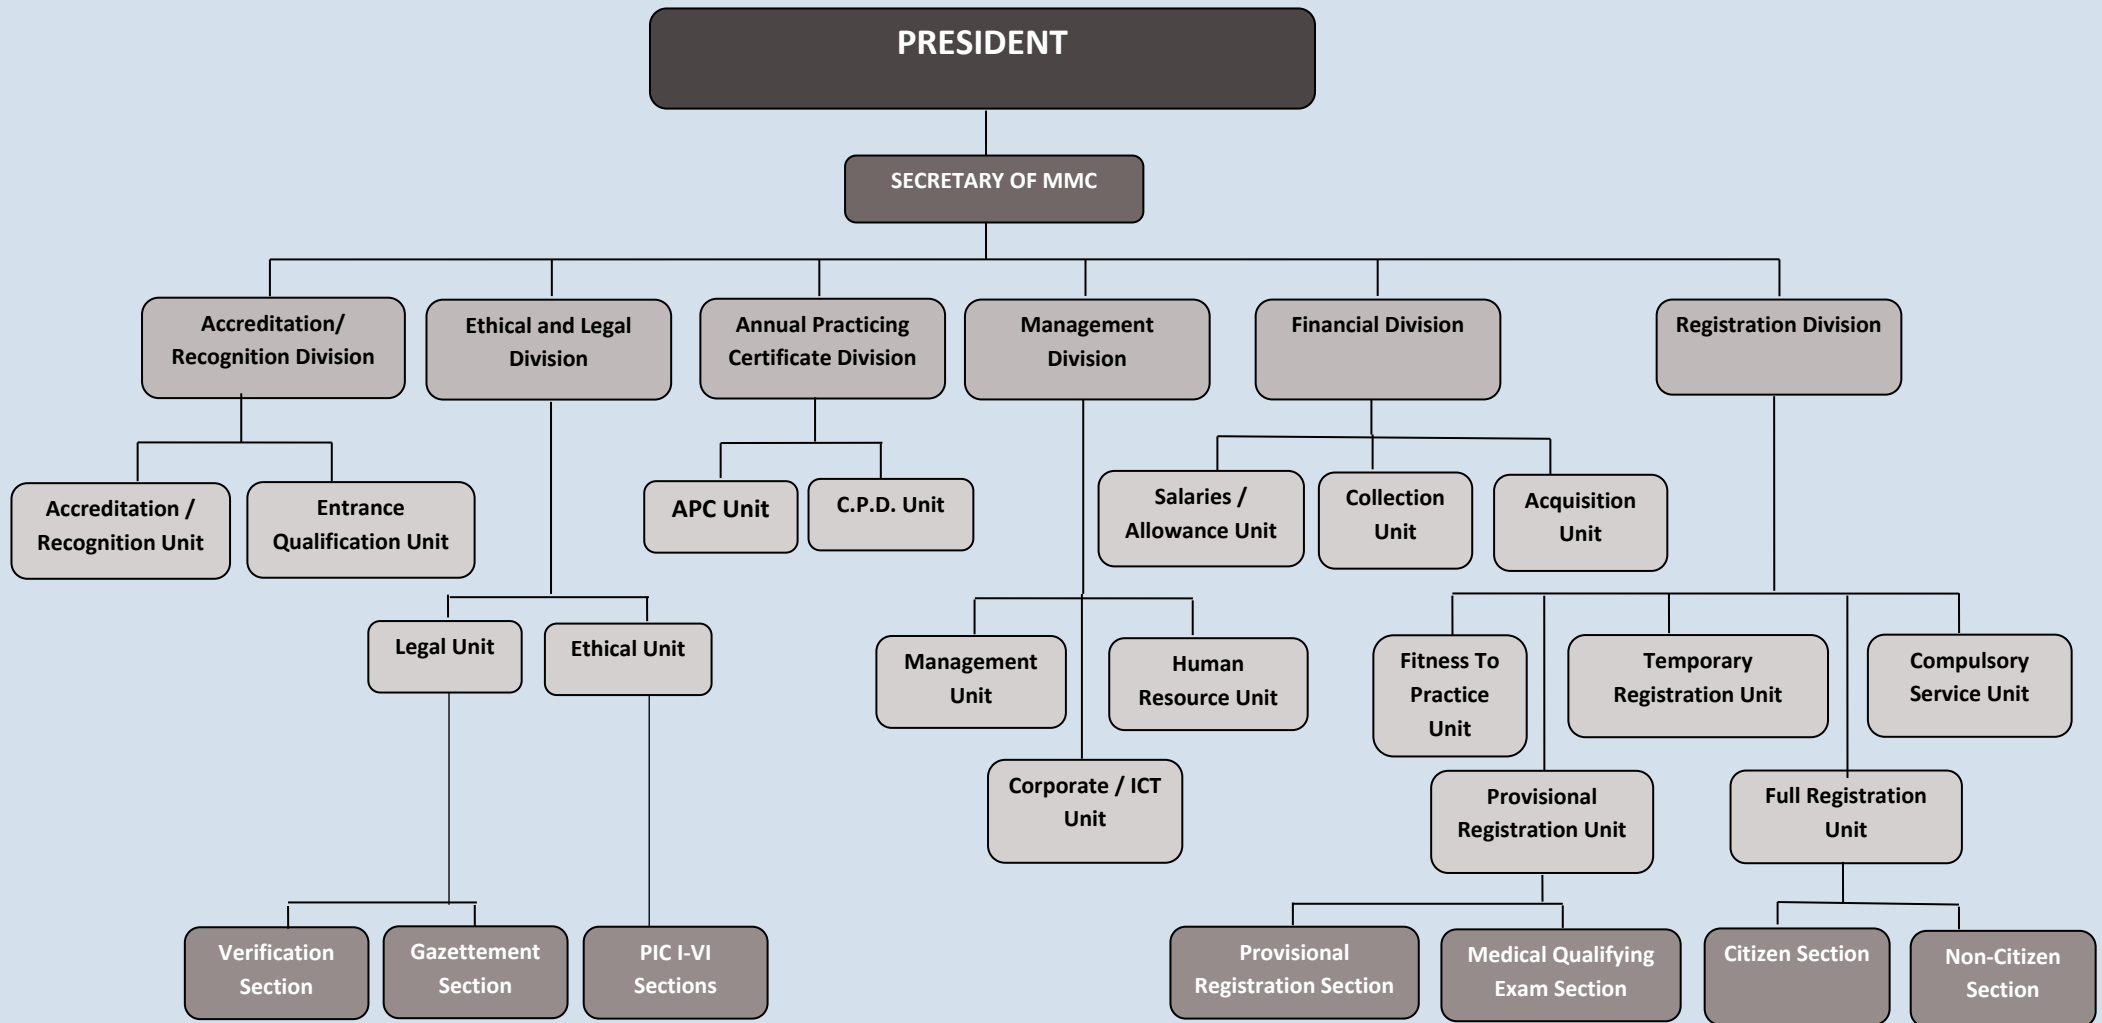 PRESIDENT
SECRETARY OF MMC
Accreditation/
Recognition Division
Ethical and Legal
Division
Annual Practicing
Certificate Division
Management
Division
Financial Division
Registration Division
Accreditation /
Recognition Unit
Entrance
Qualification Unit
APC Unit
C.P.D. Unit
Salaries /
Allowance Unit
Collection
Unit
Acquisition
Unit
Legal Unit
Ethical Unit
Management
Unit
Human
Resource Unit
Fitness To
Practice
Unit
Temporary
Registration Unit
Compulsory
Service Unit
Corporate / ICT
Unit
Provisional
Registration Unit
Full Registration
Unit
Verification
Section
Gazettement
Section
PIC I-VI
Sections
Provisional
Registration Section
Medical Qualifying
Exam Section
Citizen Section
Non-Citizen
Section